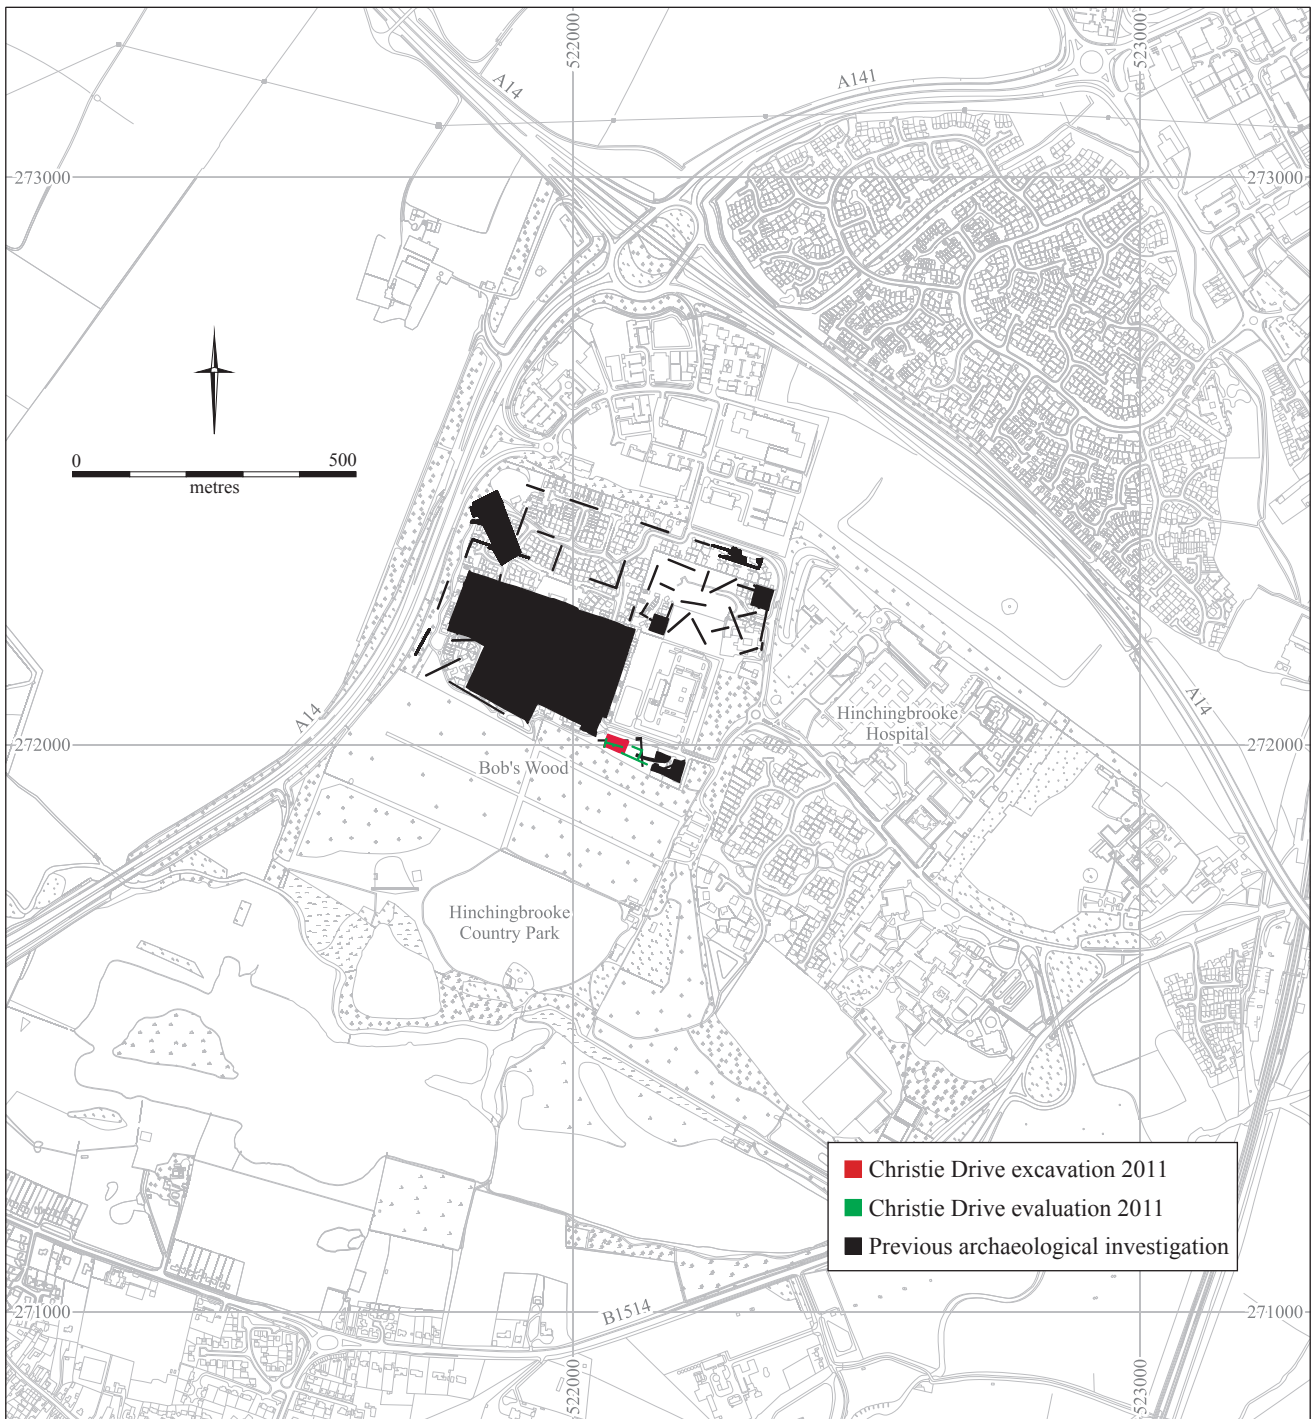 522000
523000
A14
A141
273000
273000
0
500
metres
A14
A14
Hinchingbrooke
Hospital
272000
272000
Bob's Wood
Hinchingbrooke
Country Park
Christie Drive excavation 2011
Christie Drive evaluation 2011
Previous archaeological investigation
271000
271000
B1514
522000
523000